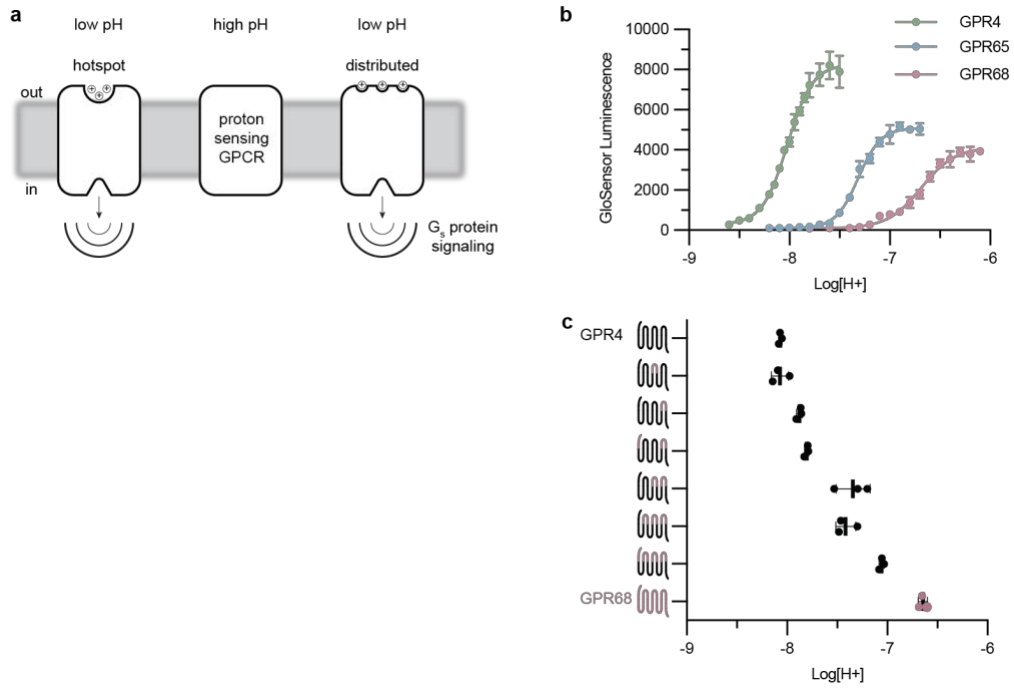 a
low pH
high pH
low pH
hotspot
distributed
out
proton
sensing
GPCR
in
Gs protein
signaling
b
GPR4
GPR65
GPR68
GloSensor Luminescence
10000
8000
6000
4000
2000
0
-9
-8
-7
-6
Log[H+]
c
GPR4
GPR68
-9
-8
-7
-6
Log[H+]